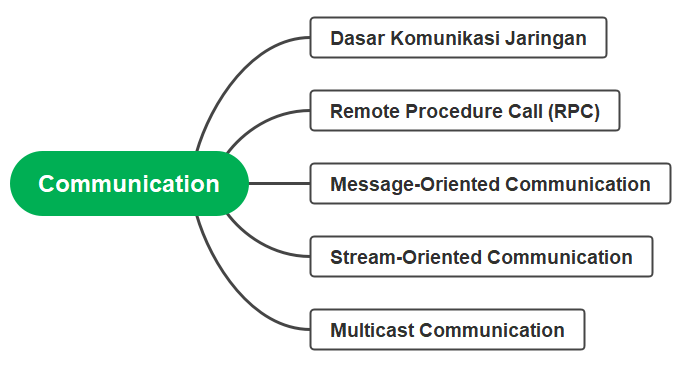 Communication
Dasar Komunikasi Jaringan
Remote Procedure Call (RPC)
Message-Oriented Communication
Stream-Oriented Communication
Multicast Communication